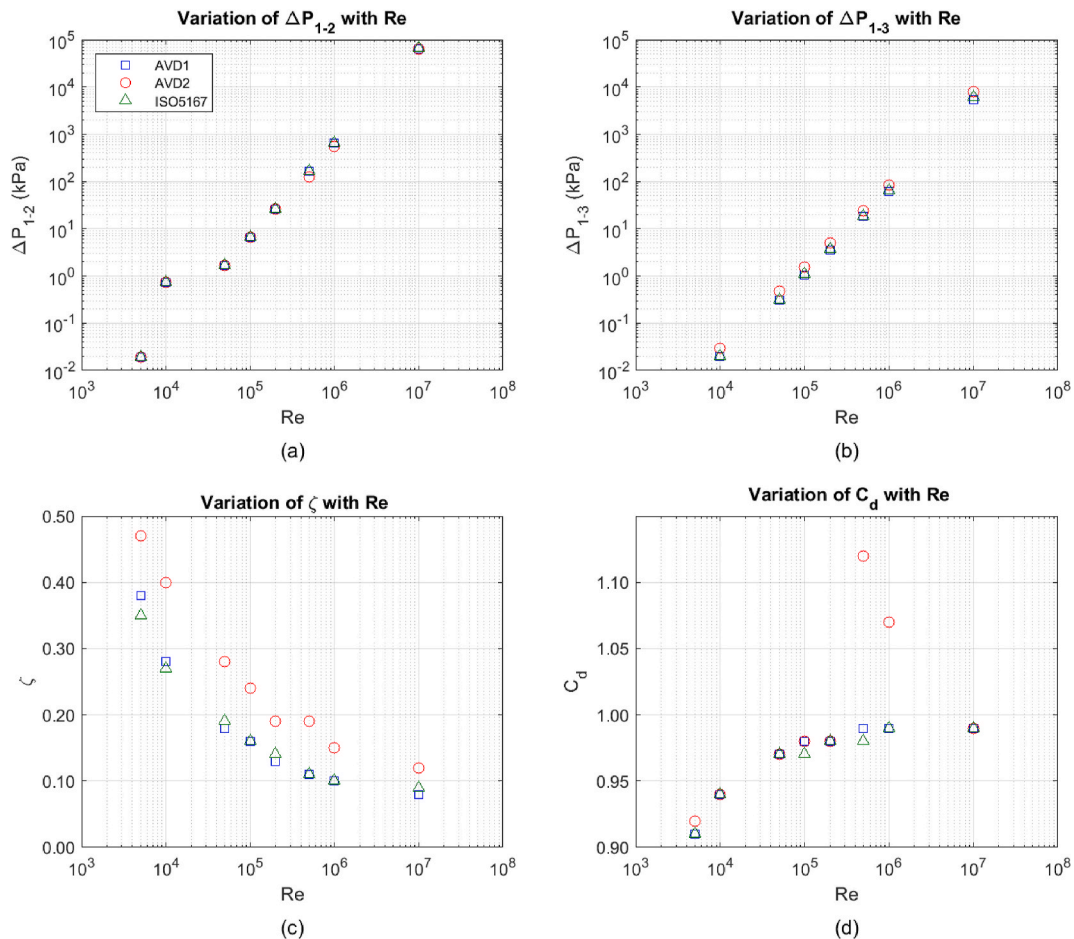 Variation of ΔP1-2 with Re
10^5
10^4
10^3
10^2
10^1
10^0
10^-1
10^-2
ΔP1-2 (kPa)
AVD1
AVD2
ISO5167
10^3 10^4 10^5 10^6 10^7 10^8
Re
(a)
Variation of ΔP1-3 with Re
10^5
10^4
10^3
10^2
10^1
10^0
10^-1
10^-2
ΔP1-3 (kPa)
10^3 10^4 10^5 10^6 10^7 10^8
Re
(b)
Variation of ζ with Re
0.50
0.40
0.30
0.20
0.10
0.00
ζ
10^3 10^4 10^5 10^6 10^7 10^8
Re
(c)
Variation of Cd with Re
1.10
1.05
1.00
0.95
0.90
Cd
10^3 10^4 10^5 10^6 10^7 10^8
Re
(d)